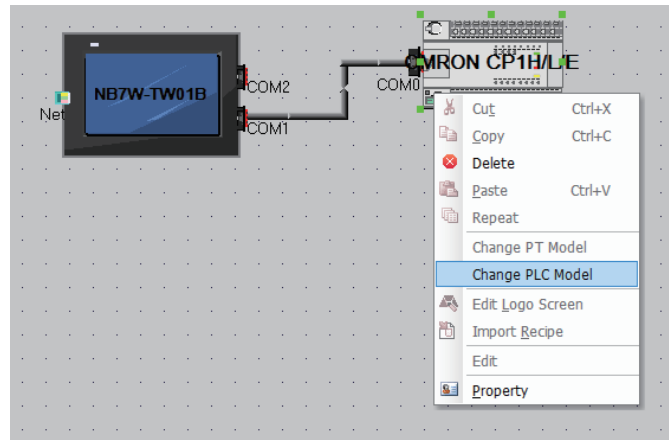 OMRON CP1H/L/E
COM2
COM0
NB7W-TW01B
Net
COM1
Cut Ctrl+X
Copy Ctrl+C
Delete
Paste Ctrl+V
Repeat
Change PT Model
Change PLC Model
Edit Logo Screen
Import Recipe
Edit
Property